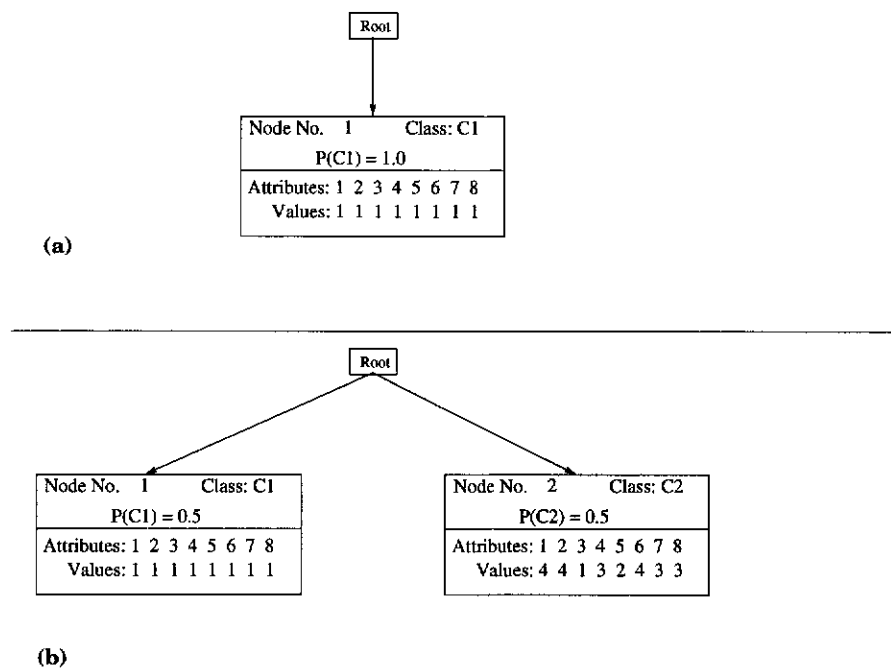 Root
Node No. 1 Class: C1
P(C1) = 1.0
Attributes: 1 2 3 4 5 6 7 8
Values: 1 1 1 1 1 1 1 1
(a)
Root
Node No. 1 Class: C1
P(C1) = 0.5
Attributes: 1 2 3 4 5 6 7 8
Values: 1 1 1 1 1 1 1 1
Node No. 2 Class: C2
P(C2) = 0.5
Attributes: 1 2 3 4 5 6 7 8
Values: 4 4 1 3 2 4 3 3
(b)